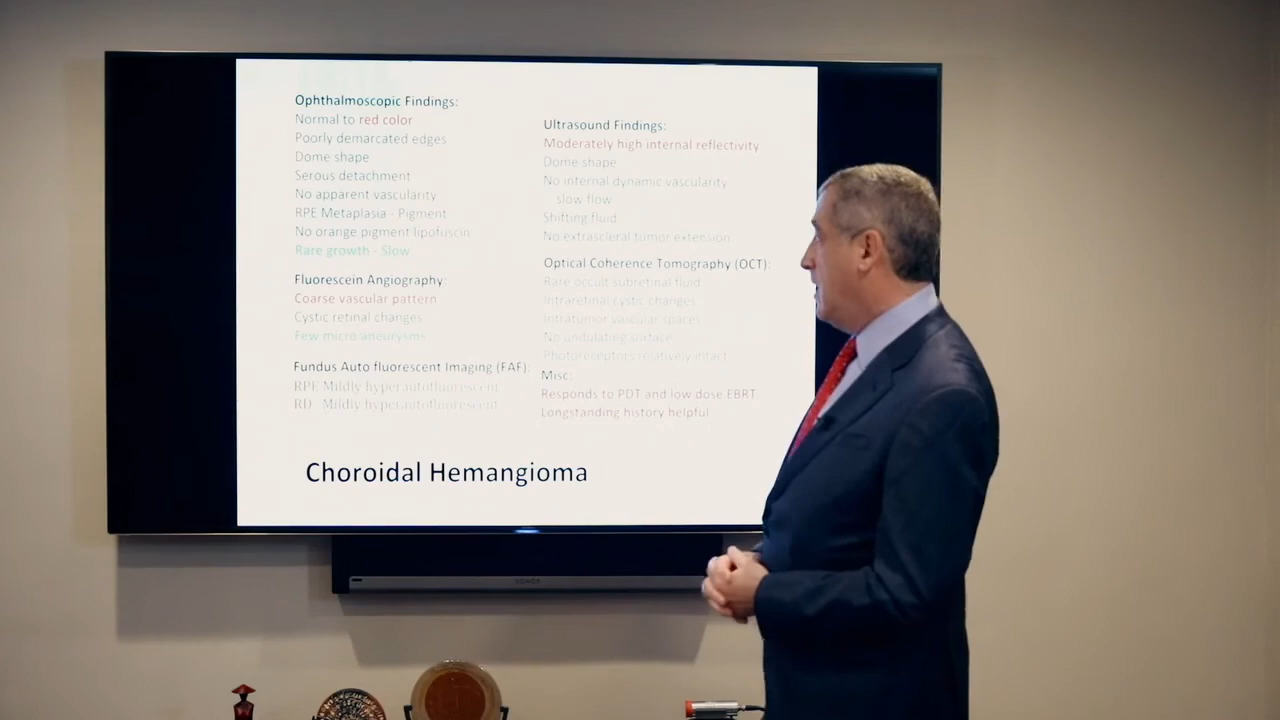 Ophthalmoscopic Findings:
Normal to red color
Poorly demarcated edges
Dome shape
Serous detachment
No apparent vascularity
RPE Metaplasia - Pigment
No orange pigment lipofuscin
Rare growth - Slow
Fluorescein Angiography:
Coarse vascular pattern
Cystic retinal changes
Few micro aneurysms
Fundus Auto fluorescent Imaging (FAF):
RPE Mildly hyperautofluorescent
RD Mildly hyperautofluorescent
Ultrasound Findings:
Moderately high internal reflectivity
Dome shape
No internal dynamic vascularity
slow flow
Shifting fluid
No extrascleral tumor extension
Optical Coherence Tomography (OCT):
Rare occult subretinal fluid
Intraretinal cystic changes
Intratumor vascular spaces
No undulating surface
Photoreceptors relatively intact
Misc:
Responds to PDT and low dose EBRT
Longstanding history helpful
Choroidal Hemangioma
SONOS